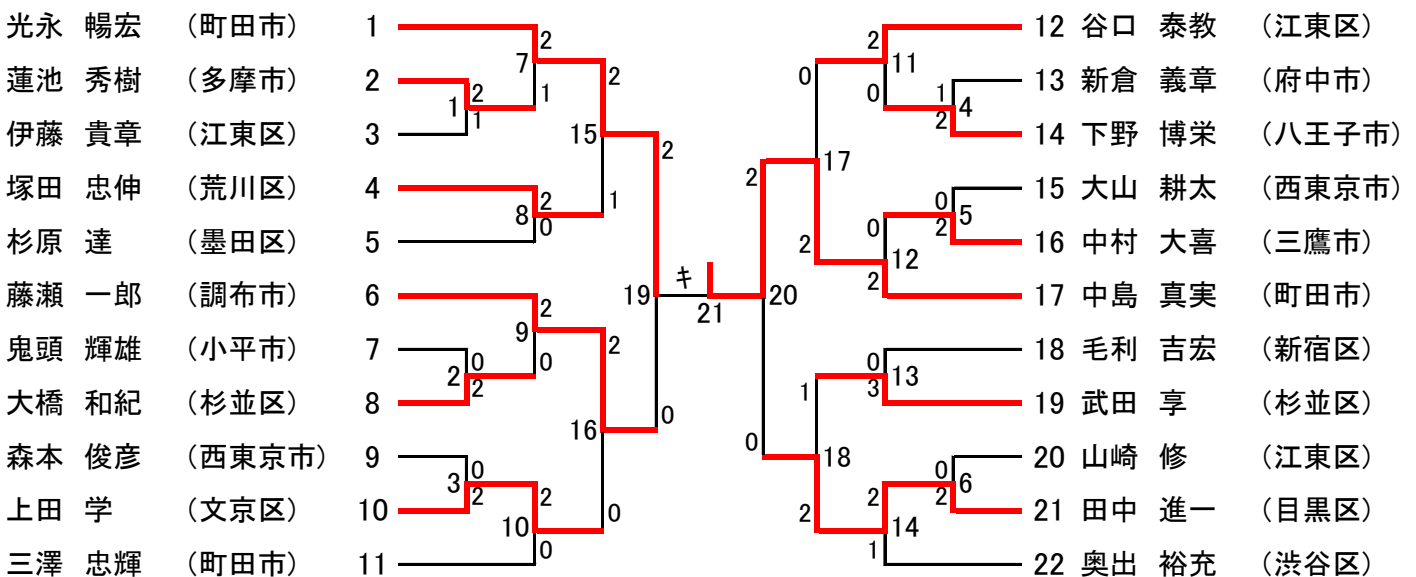 光永 暢宏 （町田市） 1
蓮池 秀樹 （多摩市） 2
伊藤 貴章 （江東区） 3
塚田 忠伸 （荒川区） 4
杉原 達 （墨田区） 5
藤瀬 一郎 （調布市） 6
鬼頭 輝雄 （小平市） 7
大橋 和紀 （杉並区） 8
森本 俊彦 （西東京市） 9
上田 学 （文京区） 10
三澤 忠輝 （町田市） 11
2
7
1
2
1
1
2
15
1
2
8
0
2
9
0
0
2
2
2
16
0
0
3
2
2
10
0
2
19
0
キ
21
2
20
0
0
17
2
1
18
2
2
11
0
1
4
2
0
5
2
0
12
2
0
13
3
0
6
2
2
14
1
12 谷口 泰教 （江東区）
13 新倉 義章 （府中市）
14 下野 博栄 （八王子市）
15 大山 耕太 （西東京市）
16 中村 大喜 （三鷹市）
17 中島 真実 （町田市）
18 毛利 吉宏 （新宿区）
19 武田 享 （杉並区）
20 山崎 修 （江東区）
21 田中 進一 （目黒区）
22 奥出 裕充 （渋谷区）